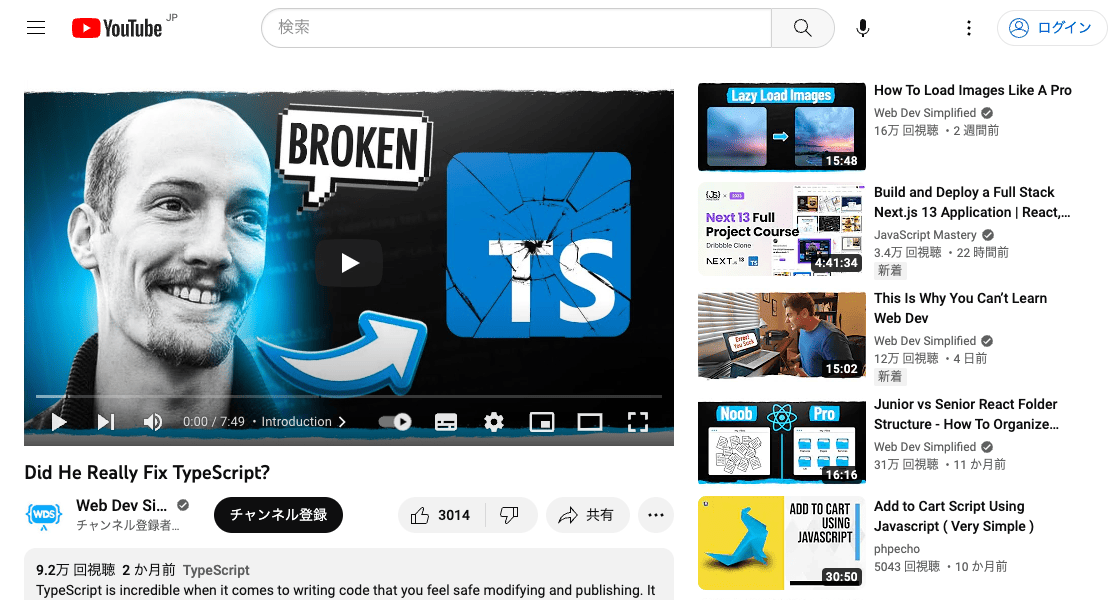 YouTube JP
検索
ログイン
BROKEN
TS
0:00 / 7:49 • Introduction
Did He Really Fix TypeScript?
WDS
Web Dev Si...
チャンネル登録者...
チャンネル登録
3014
共有
9.2万 回視聴 2 か月前 TypeScript
TypeScript is incredible when it comes to writing code that you feel safe modifying and publishing. It
Lazy Load Images
15:48
How To Load Images Like A Pro
Web Dev Simplified
16万 回視聴 ・2 週間前
Next 13 Full
Project Course
Dribbble Clone
NEXT.JS 13
TS
4:41:34
Build and Deploy a Full Stack
Next.js 13 Application | React,...
JavaScript Mastery
3.4万 回視聴 ・22 時間前
新着
Error!
You Suck
15:02
This Is Why You Can’t Learn
Web Dev
Web Dev Simplified
12万 回視聴 ・4 日前
新着
Noob
Pro
16:16
Junior vs Senior React Folder
Structure - How To Organize...
Web Dev Simplified
31万 回視聴 ・11 か月前
ADD TO CART
USING
JAVASCRIPT
30:50
Add to Cart Script Using
Javascript ( Very Simple )
phpecho
5043 回視聴 ・10 か月前